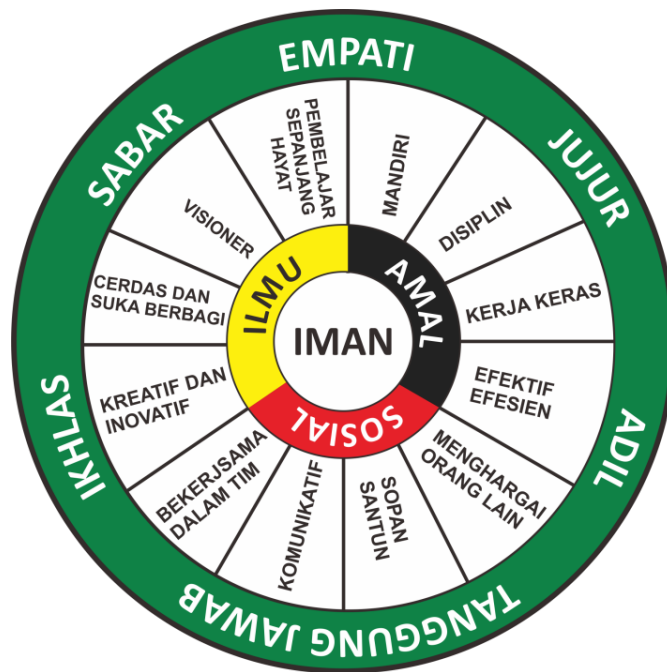 EMPATI
JUJUR
ADIL
TANGGUNG JAWAB
IKHLAS
SABAR
PEMBELAJAR
SEPANJANG
HAYAT
MANDIRI
DISIPLIN
KERJA KERAS
EFEKTIF
EFESIEN
MENGHARGAI
ORANG LAIN
SOPAN
SANTUN
KOMUNIKATIF
BEKERJSAMA
DALAM TIM
KREATIF DAN
INOVATIF
CERDAS DAN
SUKA BERBAGI
VISIONER
ILMU
AMAL
SOSIAL
IMAN